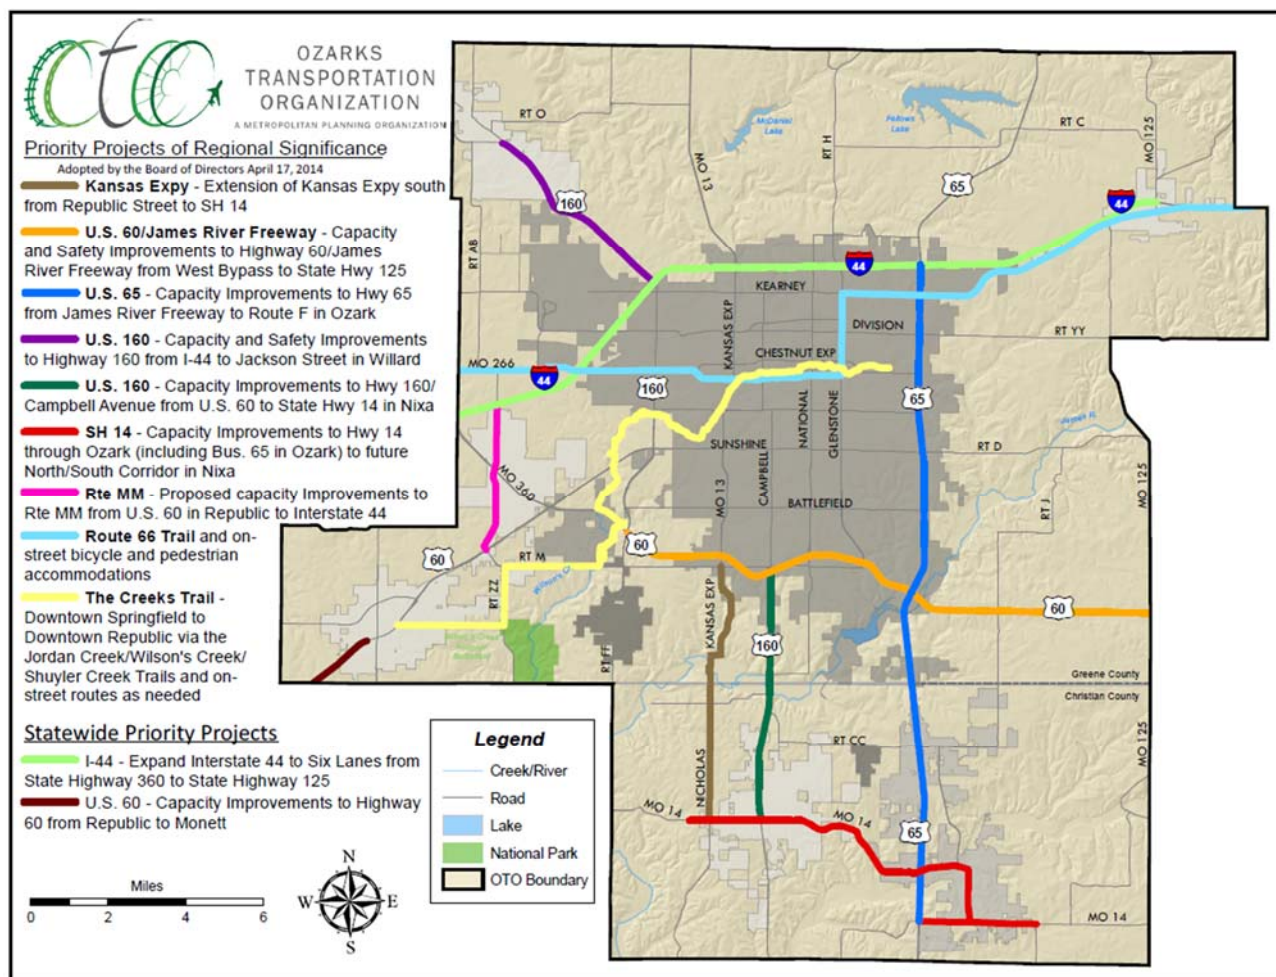 OZARKS
TRANSPORTATION
ORGANIZATION
A METROPOLITAN PLANNING ORGANIZATION
Priority Projects of Regional Significance
Adopted by the Board of Directors April 17, 2014
Kansas Expy - Extension of Kansas Expy south
from Republic Street to SH 14
U.S. 60/James River Freeway - Capacity
and Safety Improvements to Highway 60/James
River Freeway from West Bypass to State Hwy 125
U.S. 65 - Capacity Improvements to Hwy 65
from James River Freeway to Route F in Ozark
U.S. 160 - Capacity and Safety Improvements
to Highway 160 from I-44 to Jackson Street in Willard
U.S. 160 - Capacity Improvements to Hwy 160/
Campbell Avenue from U.S. 60 to State Hwy 14 in Nixa
SH 14 - Capacity Improvements to Hwy 14
through Ozark (including Bus. 65 in Ozark) to future
North/South Corridor in Nixa
Rte MM - Proposed capacity Improvements to
Rte MM from U.S. 60 in Republic to Interstate 44
Route 66 Trail and on-
street bicycle and pedestrian
accommodations
The Creeks Trail -
Downtown Springfield to
Downtown Republic via the
Jordan Creek/Wilson's Creek/
Shuyler Creek Trails and on-
street routes as needed
Statewide Priority Projects
I-44 - Expand Interstate 44 to Six Lanes from
State Highway 360 to State Highway 125
U.S. 60 - Capacity Improvements to Highway
60 from Republic to Monett
Miles
0 2 4 6
N
W E
S
Legend
Creek/River
Road
Lake
National Park
OTO Boundary
RT O
McDaniel
Lake
Fellows
Lake
RT H
RT C
MO 125
MO 13
65
160
44
RT AB
44
KEARNEY
KANSAS EXP
DIVISION
RT YY
MO 266
CHESTNUT EXP
44
160
65
NATIONAL
GLENSTONE
James R.
SUNSHINE
CAMPBELL
RT D
MO 360
MO 13
BATTLEFIELD
RT J
MO 125
60
RT M
60
Wilson's Cr
RT ZZ
KANSAS EXP
60
RT FF
160
Greene County
Christian County
MO 125
RT CC
NICHOLAS
MO 14
MO 14
65
MO 14